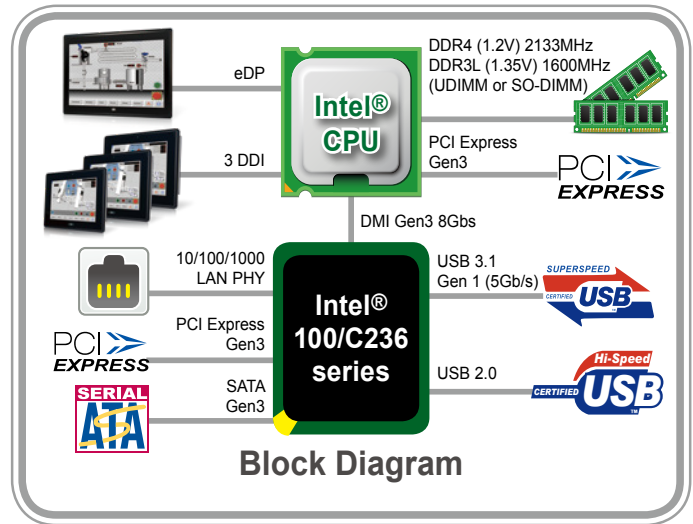 eDP
Intel®
CPU
DDR4 (1.2V) 2133MHz
DDR3L (1.35V) 1600MHz
(UDIMM or SO-DIMM)
3 DDI
PCI Express
Gen3
PCI
EXPRESS
DMI Gen3 8Gbs
10/100/1000
LAN PHY
Intel®
100/C236
series
USB 3.1
Gen 1 (5Gb/s)
SUPERSPEED
CERTIFIED USB
PCI
EXPRESS
PCI Express
Gen3
USB 2.0
Hi-Speed
CERTIFIED USB
TM
SERIAL
ATA
SATA
Gen3
Block Diagram